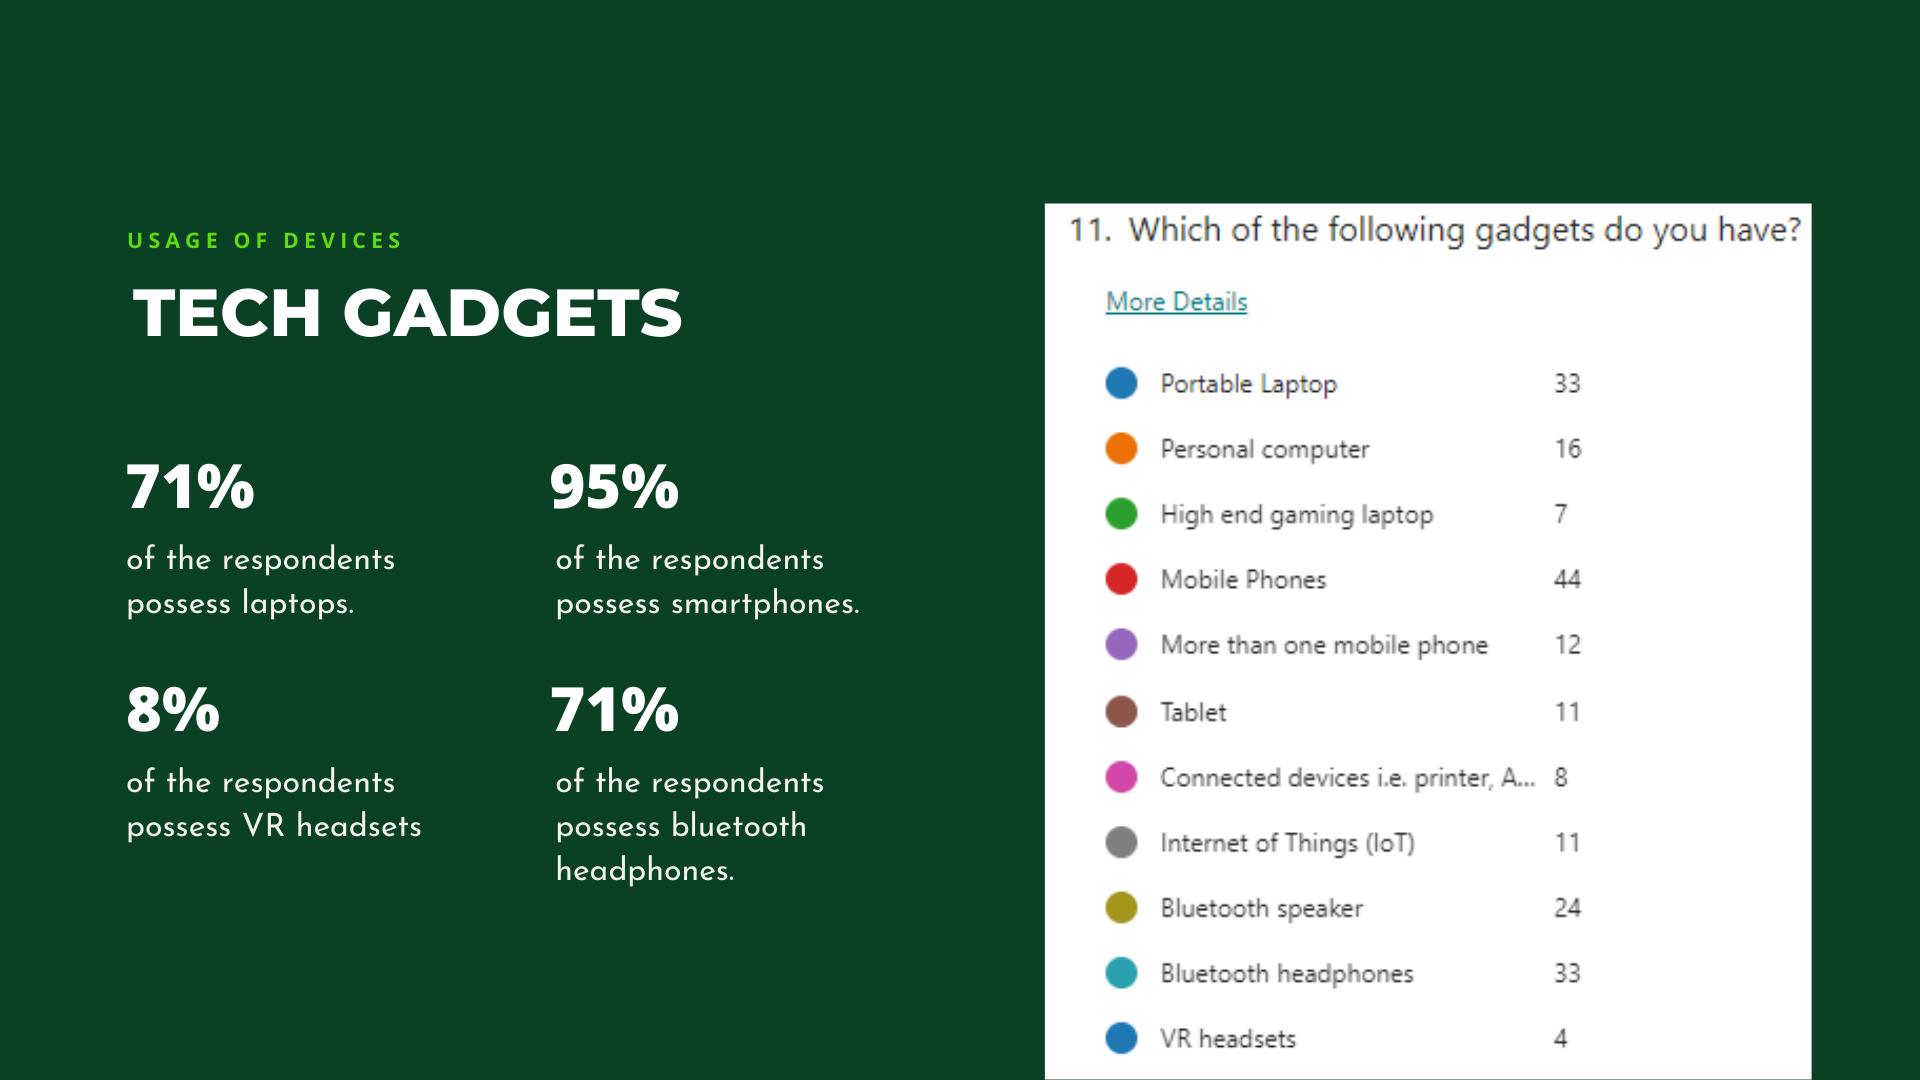 USAGE OF DEVICES
TECH GADGETS
71%
of the respondents
possess laptops.
95%
of the respondents
possess smartphones.
8%
of the respondents
possess VR headsets
71%
of the respondents
possess bluetooth
headphones.
11. Which of the following gadgets do you have?
More Details
Portable Laptop 33
Personal computer 16
High end gaming laptop 7
Mobile Phones 44
More than one mobile phone 12
Tablet 11
Connected devices i.e. printer, A... 8
Internet of Things (IoT) 11
Bluetooth speaker 24
Bluetooth headphones 33
VR headsets 4